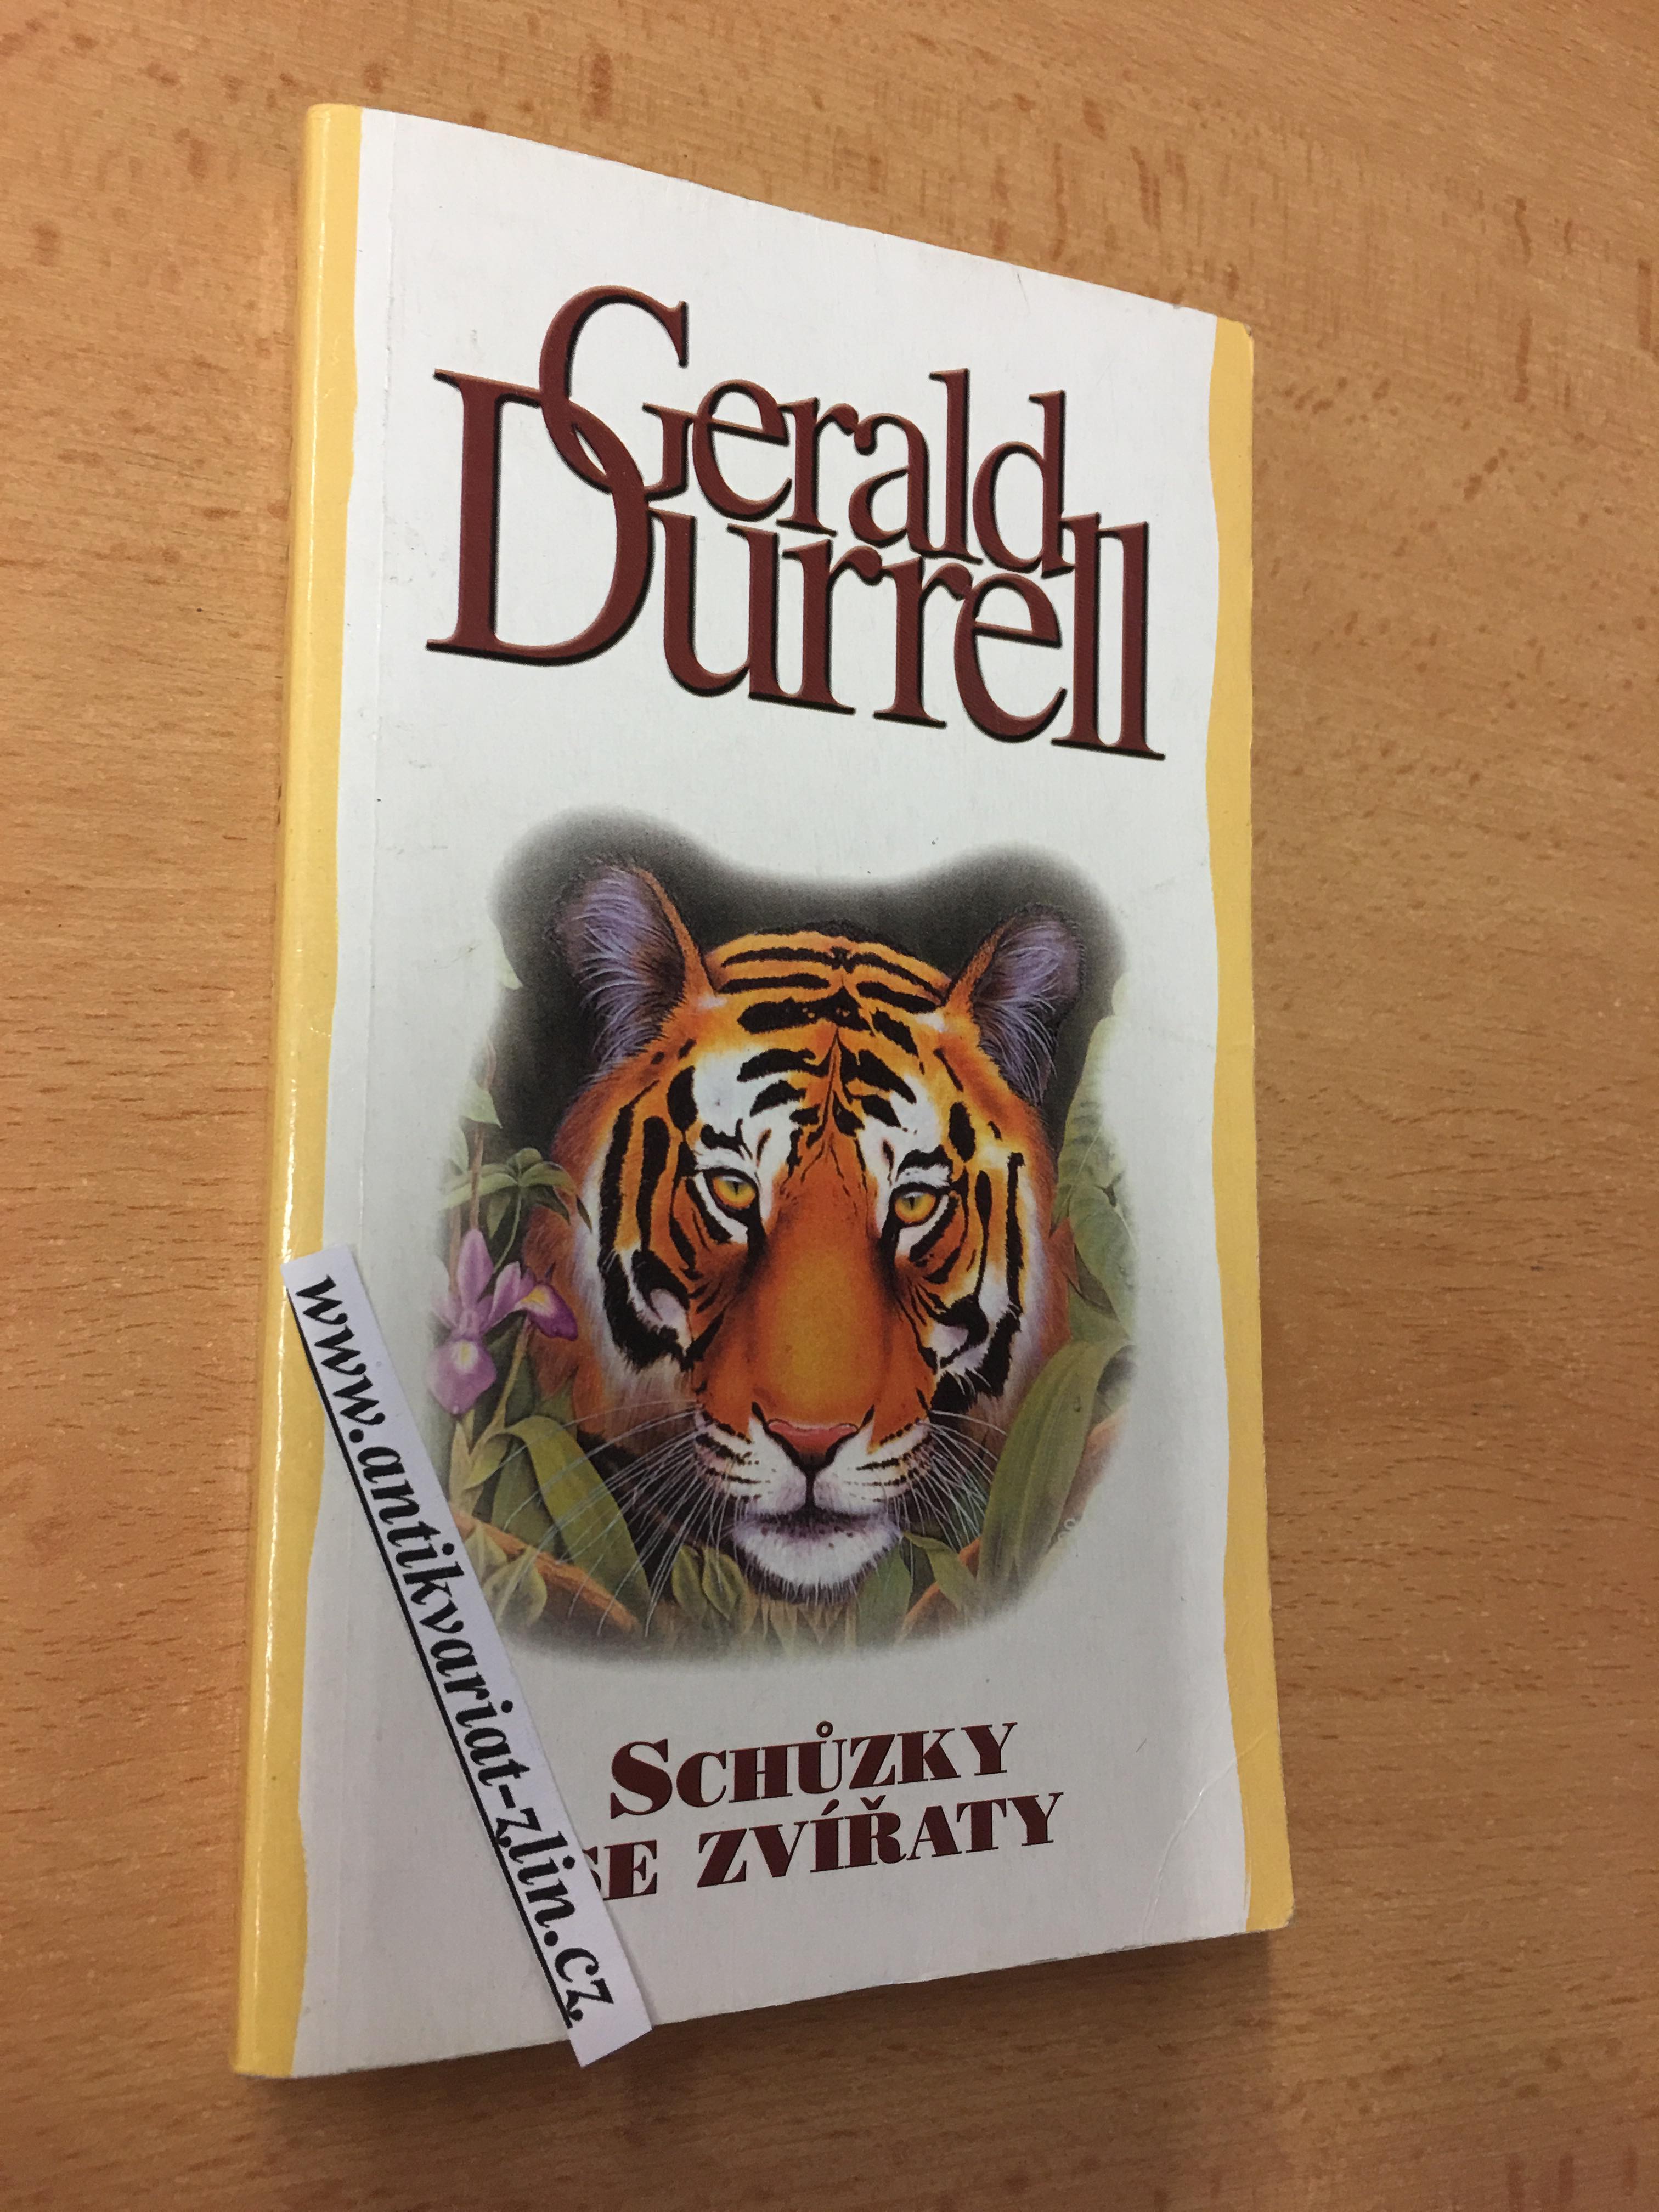 Gerald
Durrell
SCHŮZKY
SE ZVÍŘATY
www.antikvariat-zlin.cz